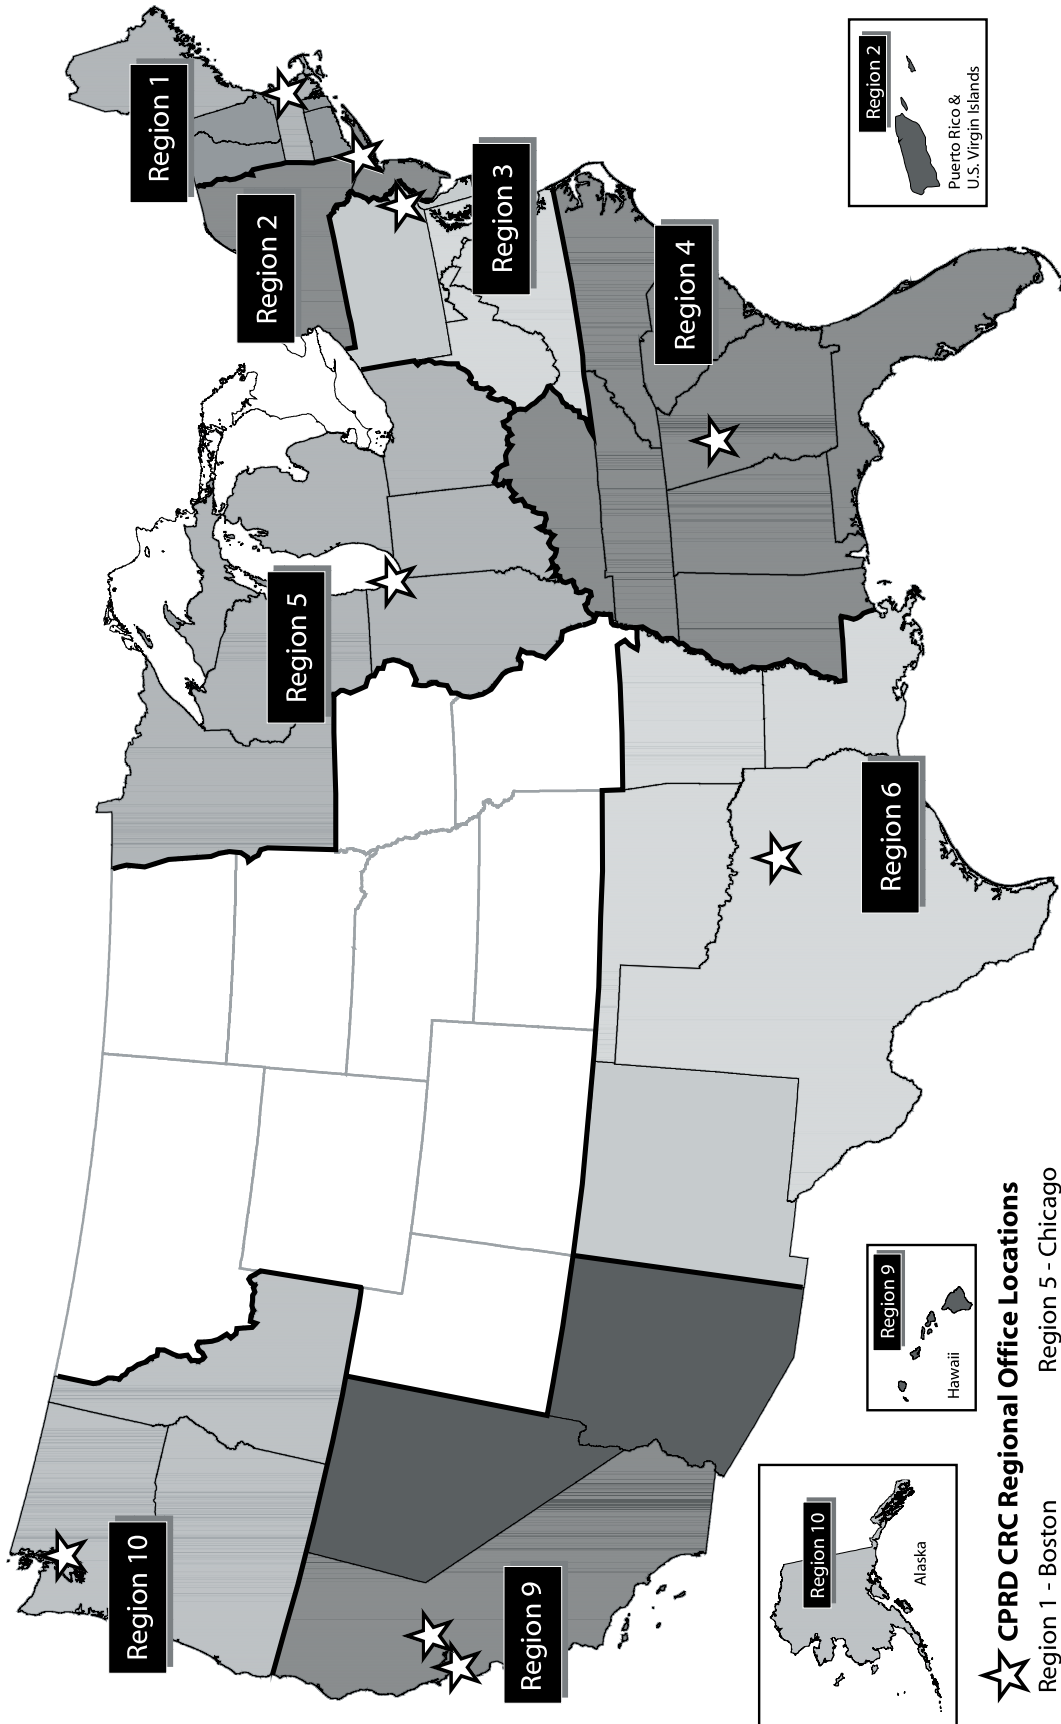 Region 1
Region 2
Region 3
Region 4
Region 5
Region 6
Region 9
Region 10
Region 10
Alaska
Region 9
Hawaii
Region 2
Puerto Rico &
U.S. Virgin Islands
CPRD CRC Regional Office Locations
Region 1 - Boston
Region 5 - Chicago